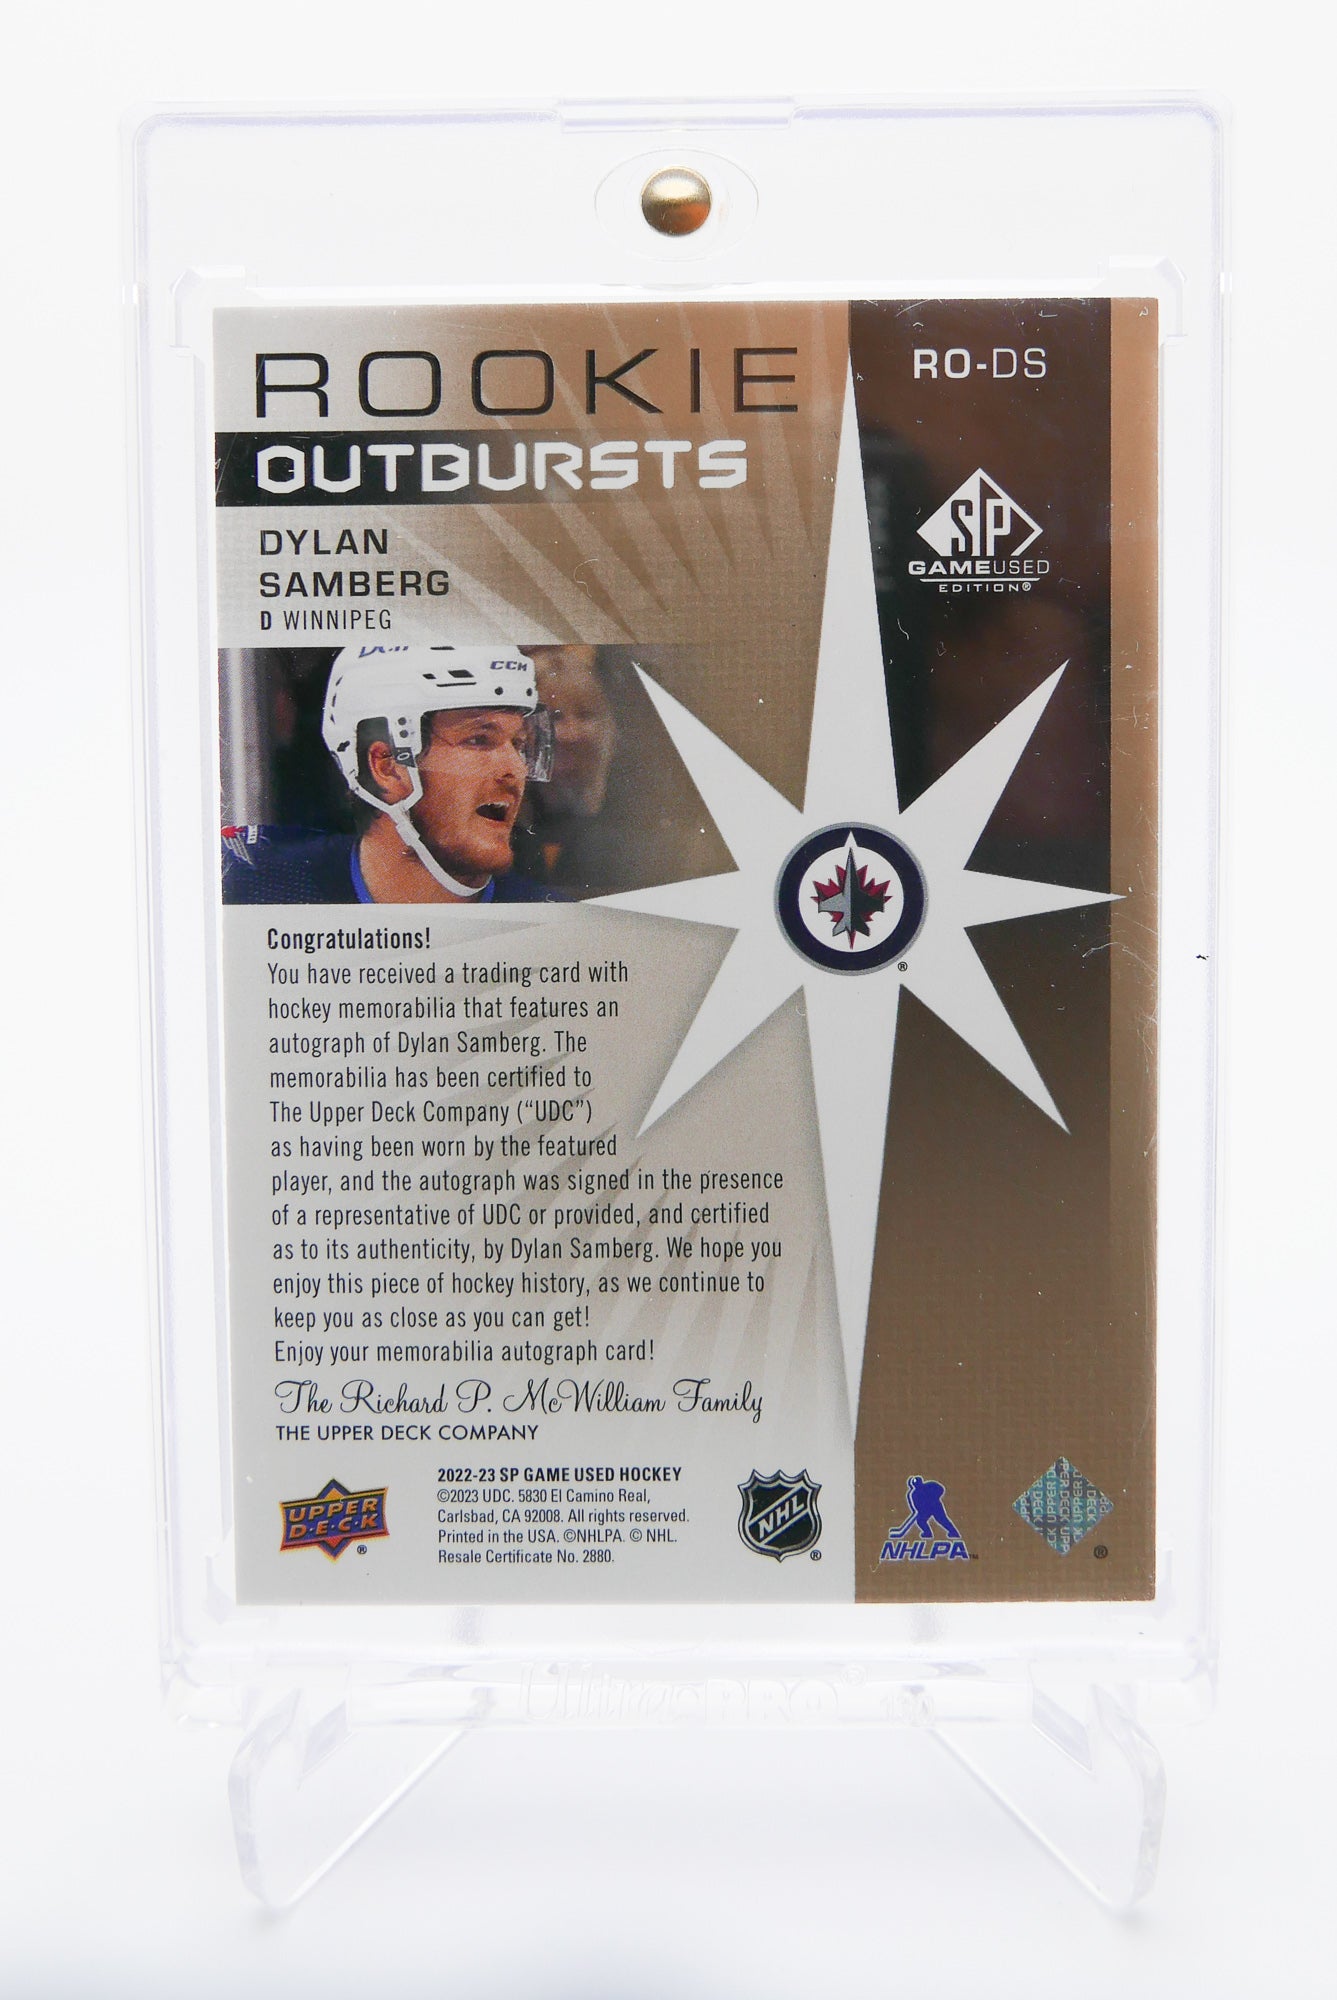 ROOKIE
OUTBURSTS
DYLAN
SAMBERG
D WINNIPEG
RO-DS
SP
GAMEUSED
EDITION®
CCM
Congratulations!
You have received a trading card with
hockey memorabilia that features an
autograph of Dylan Samberg. The
memorabilia has been certified to
The Upper Deck Company (“UDC”)
as having been worn by the featured
player, and the autograph was signed in the presence
of a representative of UDC or provided, and certified
as to its authenticity, by Dylan Samberg. We hope you
enjoy this piece of hockey history, as we continue to
keep you as close as you can get!
Enjoy your memorabilia autograph card!
The Richard P. McWilliam Family
THE UPPER DECK COMPANY
UPPER
D·E·C·K
®
2022-23 SP GAME USED HOCKEY
©2023 UDC. 5830 El Camino Real,
Carlsbad, CA 92008. All rights reserved.
Printed in the USA. ©NHLPA. © NHL.
Resale Certificate No. 2880.
NHL
®
NHLPA™
®
®
Ultra PRO®